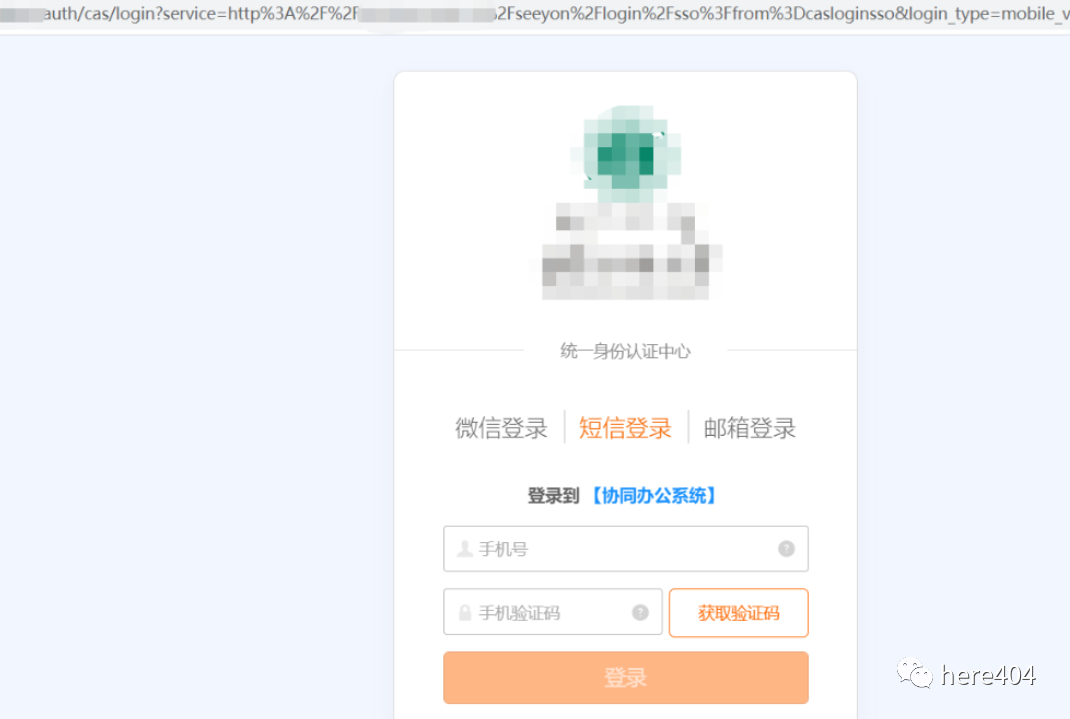 auth/cas/login?service=http%3A%2F%2F
2Fseeyon%2Flogin%2Fsso%3Ffrom%3Dcasloginsso&login_type=mobile_v
统一身份认证中心
微信登录 短信登录 邮箱登录
登录到【协同办公系统】
手机号 ?
手机验证码 ? 获取验证码
登录
here404